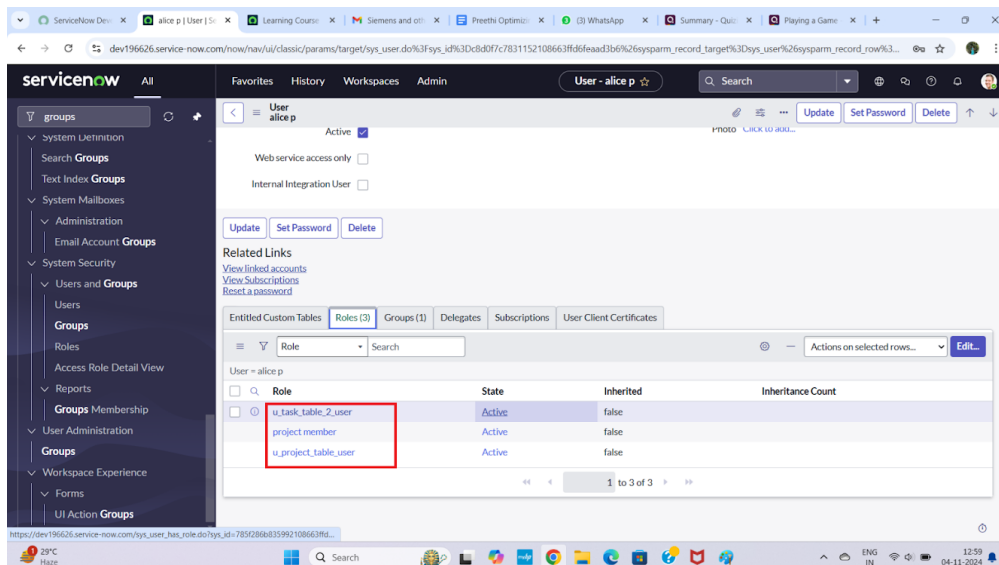 ServiceNow Dev
alice p | User | Se
Learning Course
Siemens and oth
Preethi Optimizi
(3) WhatsApp
Summary - Qui
Playing a Game
dev196626.service-now.com/now/nav/ui/classic/params/target/sys_user.do%3Fsys_id%3Dc8d0f7c7831152108663ffd6feaad3b6%26sysparm_record_target%3Dsys_user%26sysparm_record_row%3...
servicenow
All
Favorites
History
Workspaces
Admin
User - alice p
Search
groups
System Definition
Search Groups
Text Index Groups
System Mailboxes
Administration
Email Account Groups
System Security
Users and Groups
Users
Groups
Roles
Access Role Detail View
Reports
Groups Membership
User Administration
Groups
Workspace Experience
Forms
UI Action Groups
User
alice p
Update
Set Password
Delete
Active
Photo Click to add...
Web service access only
Internal Integration User
Update
Set Password
Delete
Related Links
View linked accounts
View Subscriptions
Reset a password
Entitled Custom Tables
Roles (3)
Groups (1)
Delegates
Subscriptions
User Client Certificates
Role
Search
Actions on selected rows...
Edit...
User = alice p
Role State Inherited Inheritance Count
u_task_table_2_user Active false
project member Active false
u_project_table_user Active false
1 to 3 of 3
https://dev196626.service-now.com/sys_user_has_role.do?sys_id=785f286b835992108663ffd...
1
29°C
Haze
Search
ENG
IN
12:59
04-11-2024